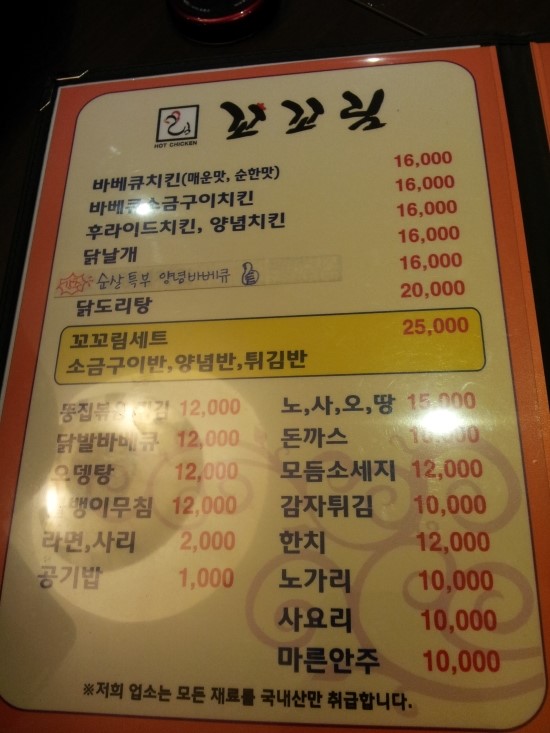 HOT CHICKEN
꼬꼬림
바베큐치킨(매운맛, 순한맛) 16,000
바베큐소금구이치킨 16,000
후라이드치킨, 양념치킨 16,000
닭날개 16,000
순상 특부 양념바베큐 16,000
닭도리탕 20,000
꼬꼬림세트 25,000
소금구이반,양념반,튀김반
12,000
닭발바베큐 12,000
오뎅탕 12,000
골뱅이무침 12,000
라면,사리 2,000
공기밥 1,000
노,사,오,땅 15,000
돈까스 10,000
모듬소세지 12,000
감자튀김 10,000
한치 12,000
노가리 10,000
사요리 10,000
마른안주 10,000
※저희 업소는 모든 재료를 국내산만 취급합니다.